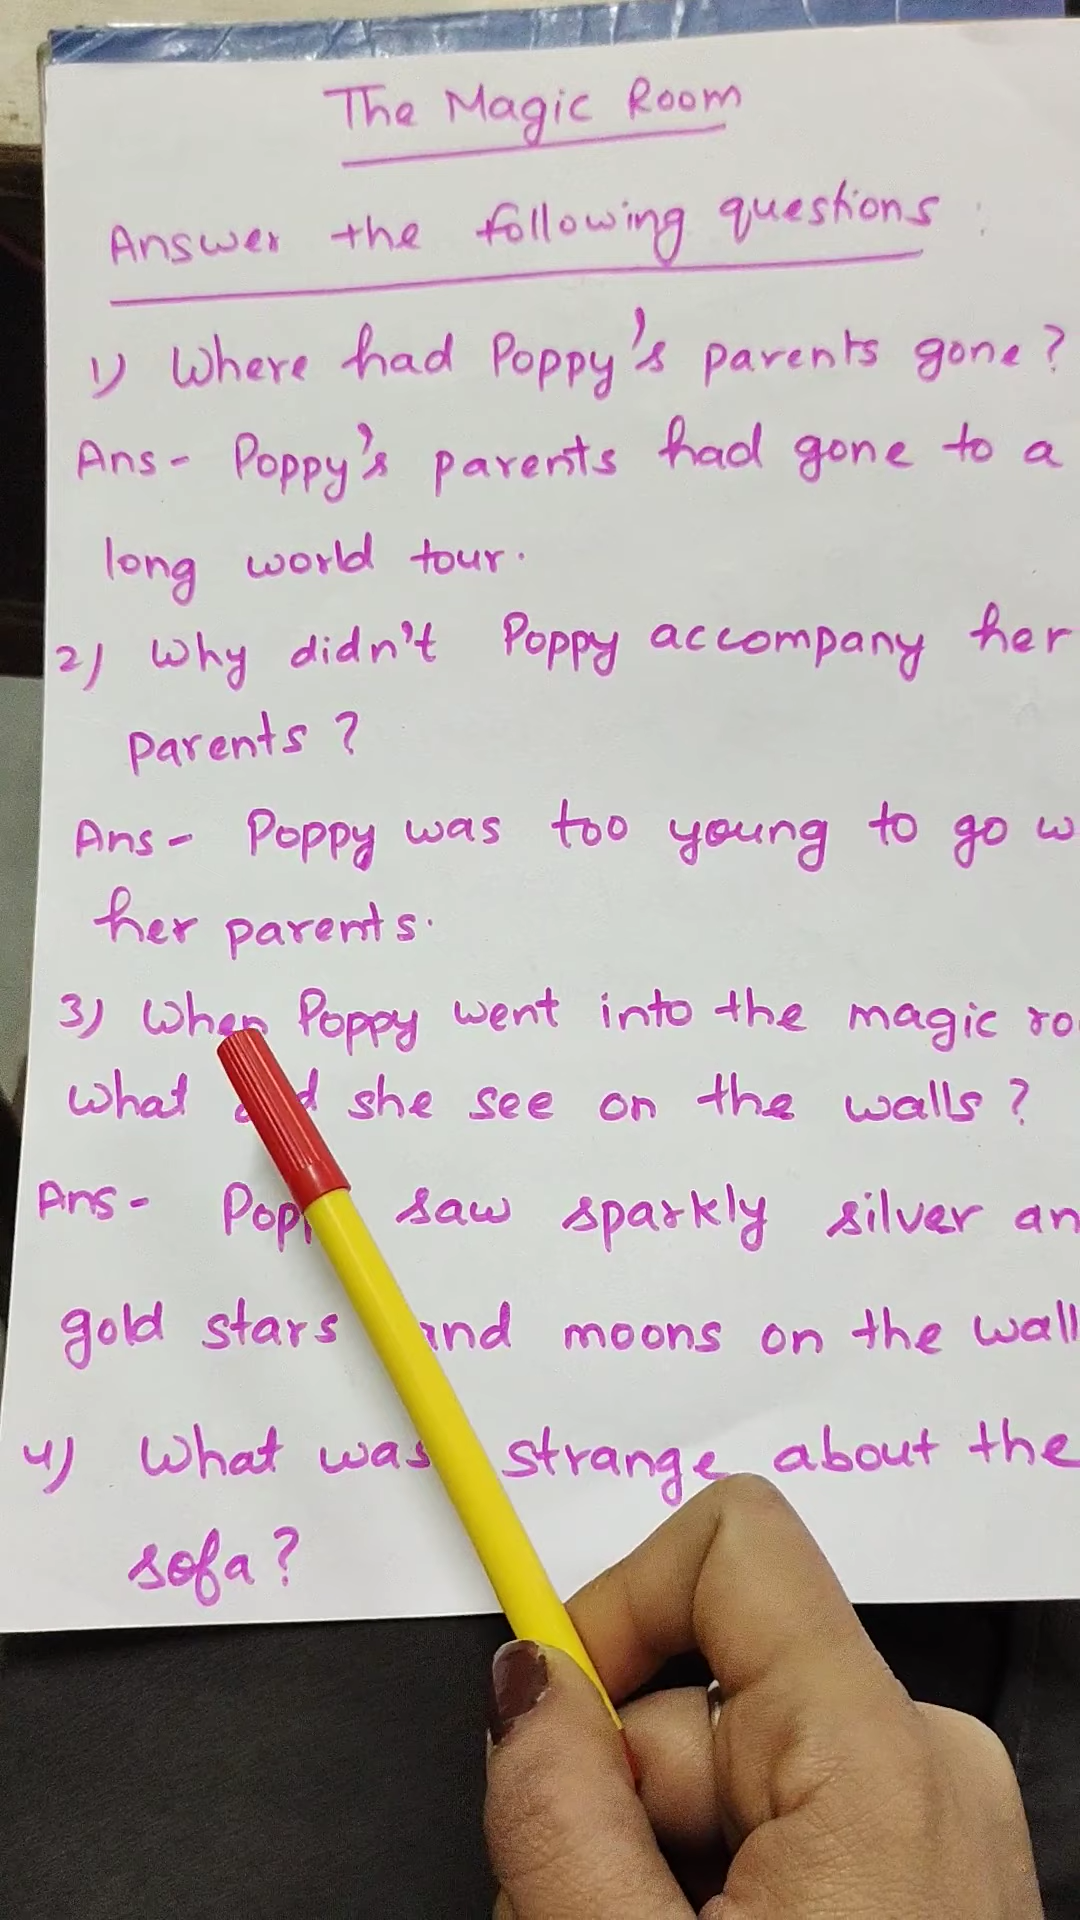 The Magic Room
Answer the following questions :
1) Where had Poppy's parents gone?
Ans- Poppy's parents had gone to a
long world tour.
2) Why didn't Poppy accompany her
parents?
Ans- Poppy was too young to go
her parents.
3) When Poppy went into the magic
what she see on the walls?
Ans- saw sparkly silver
gold stars and moons on the
4) What was strange about the
sofa?